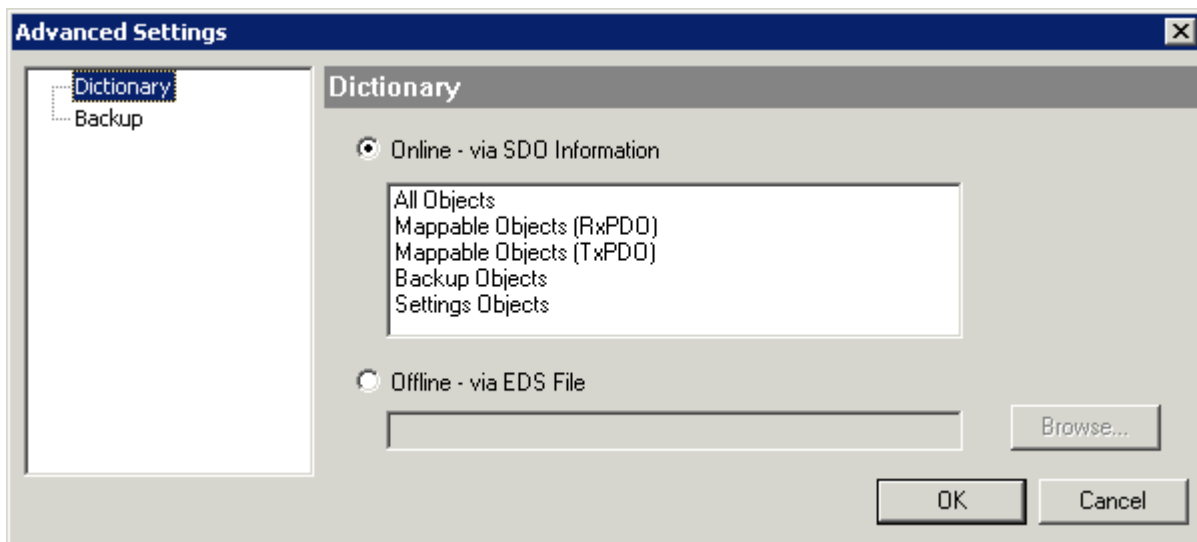 Advanced Settings
Dictionary
Backup
Dictionary
Online - via SDO Information
All Objects
Mappable Objects (RxPDO)
Mappable Objects (TxPDO)
Backup Objects
Settings Objects
Offline - via EDS File
Browse...
OK
Cancel